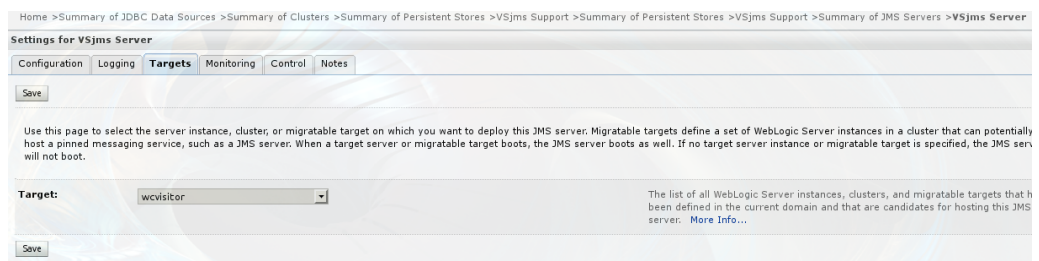 Home >Summary of JDBC Data Sources >Summary of Clusters >Summary of Persistent Stores >VSjms Support >Summary of Persistent Stores >VSjms Support >Summary of JMS Servers >VSjms Server
Settings for VSjms Server
Configuration Logging Targets Monitoring Control Notes
Save
Use this page to select the server instance, cluster, or migratable target on which you want to deploy this JMS server. Migratable targets define a set of WebLogic Server instances in a cluster that can potentially
host a pinned messaging service, such as a JMS server. When a target server or migratable target boots, the JMS server boots as well. If no target server instance or migratable target is specified, the JMS serv
will not boot.
Target: wcvisitor
The list of all WebLogic Server instances, clusters, and migratable targets that h
been defined in the current domain and that are candidates for hosting this JMS
server. More Info...
Save